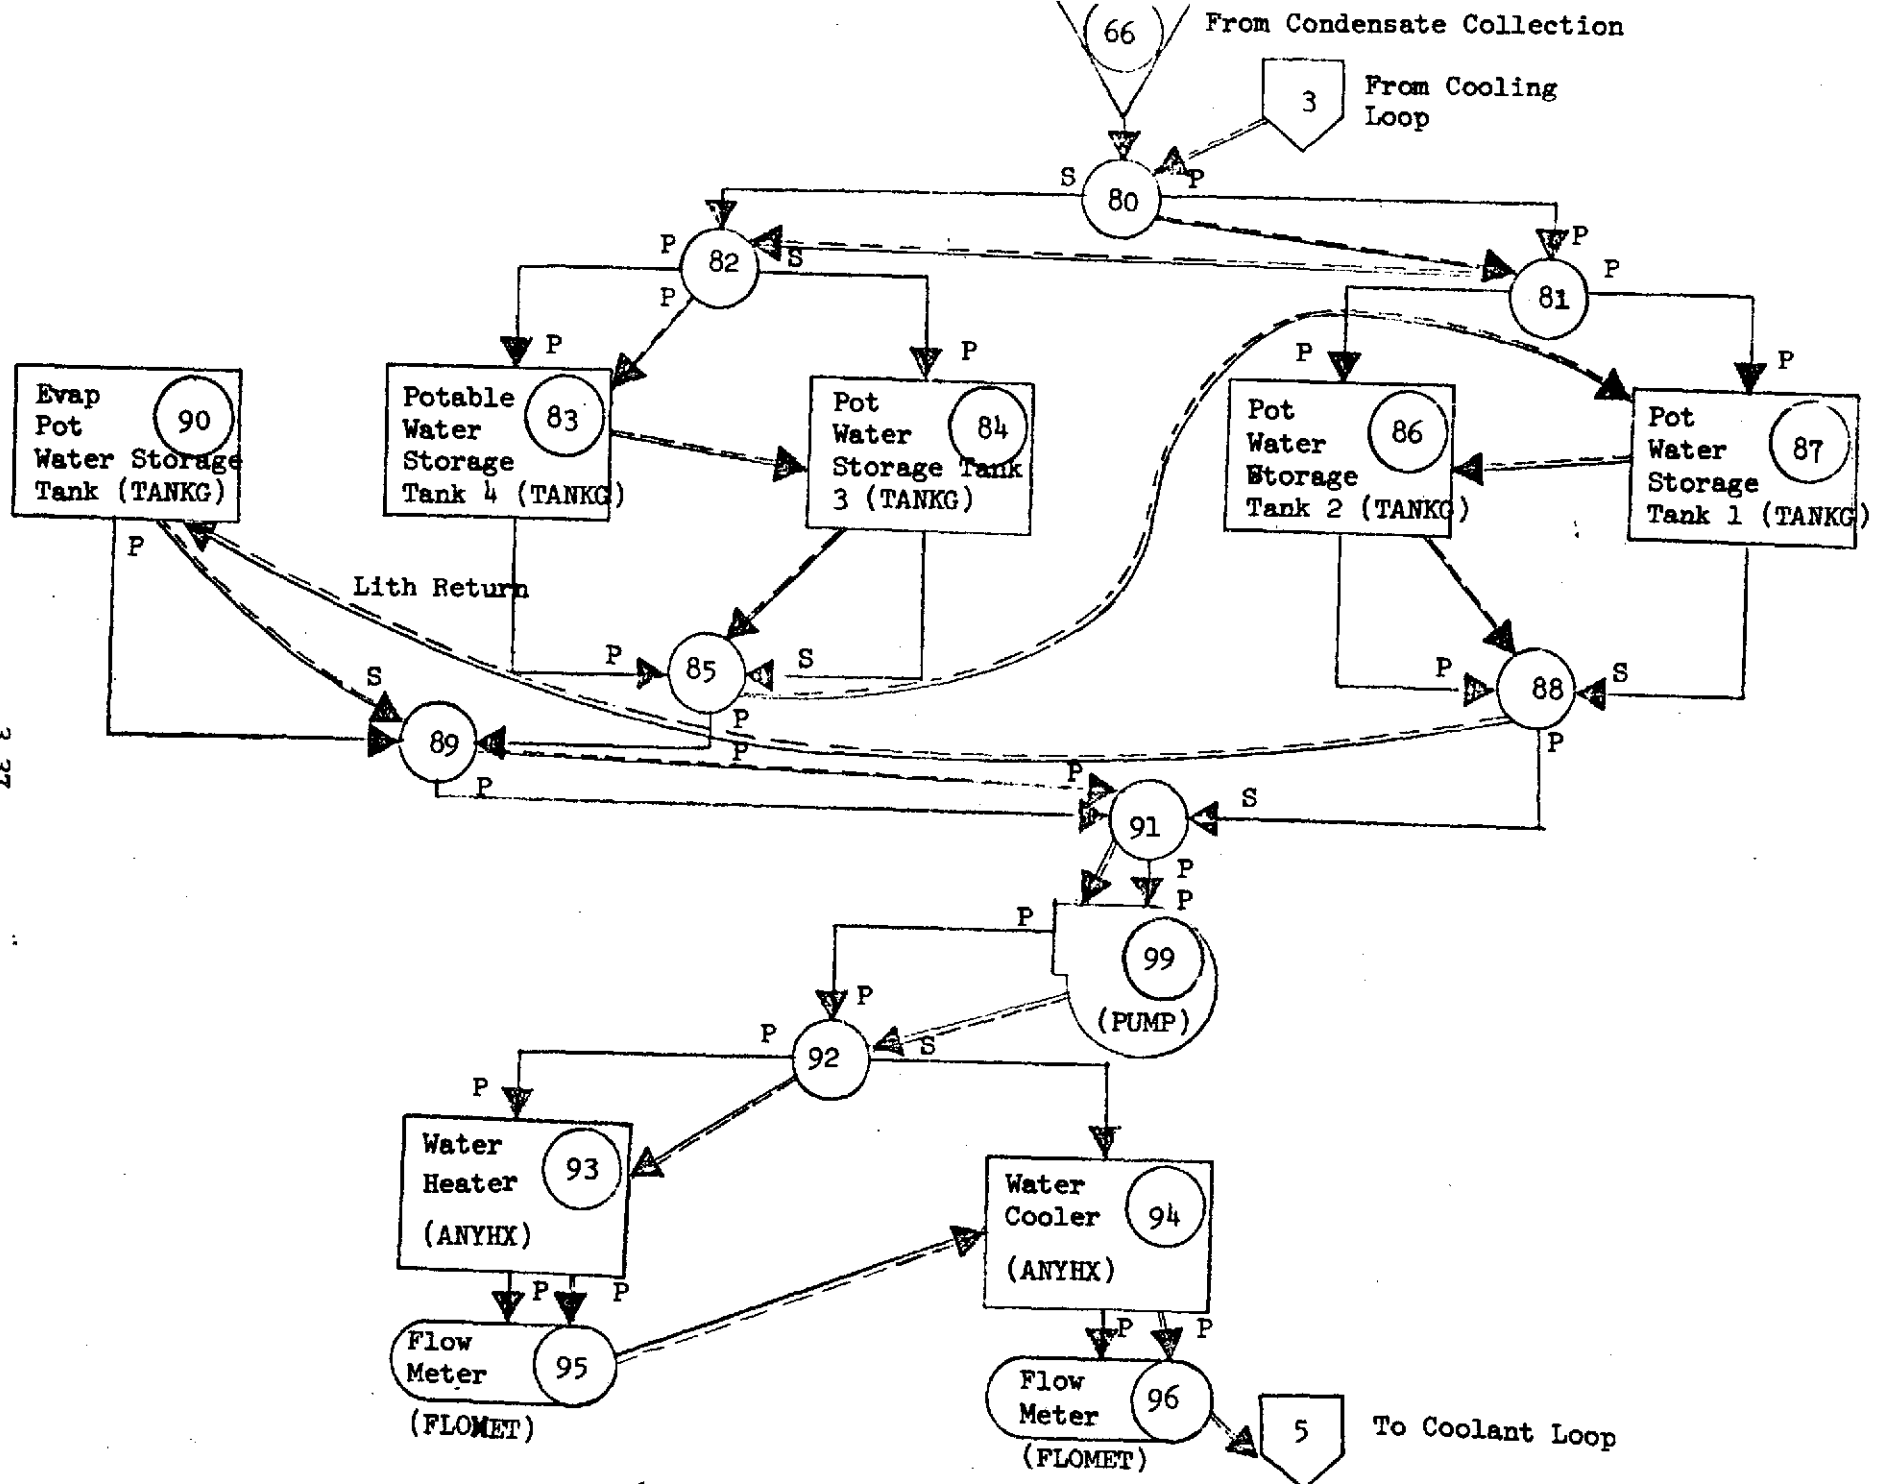 66
From Condensate Collection
3
From Cooling
Loop
S
P
80
P
82
S
P
81
P
P
P
P
P
P
P
Evap
Pot
Water Storage
Tank (TANKG)
90
Potable
Water
Storage
Tank 4 (TANKG)
83
Pot
Water
Storage Tank
3 (TANKG)
84
Pot
Water
Storage
Tank 2 (TANKG)
86
Pot
Water
Storage
Tank 1 (TANKG)
87
P
Lith Return
S
P
85
S
P
88
S
89
P
P
P
P
P
91
S
P
P
P
99
(PUMP)
P
P
92
S
P
Water
Heater
(ANYHX)
93
Water
Cooler
(ANYHX)
94
P
P
Flow
Meter
(FLOMET)
95
P
P
Flow
Meter
(FLOMET)
96
5
To Coolant Loop